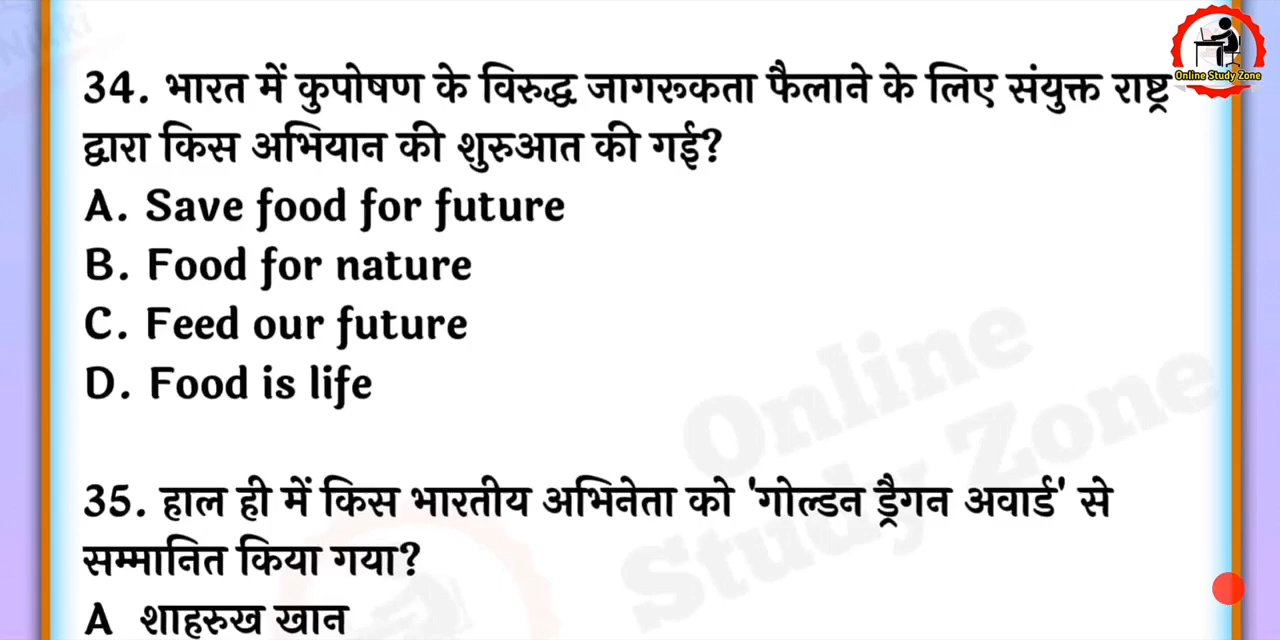 Online Study Zone
34. भारत में कुपोषण के विरुद्ध जागरूकता फैलाने के लिए संयुक्त राष्ट्र
द्वारा किस अभियान की शुरुआत की गई?
A. Save food for future
B. Food for nature
C. Feed our future
D. Food is life
Online
Study Zone
35. हाल ही में किस भारतीय अभिनेता को 'गोल्डन ड्रैगन अवार्ड' से
सम्मानित किया गया?
A शाहरुख खान